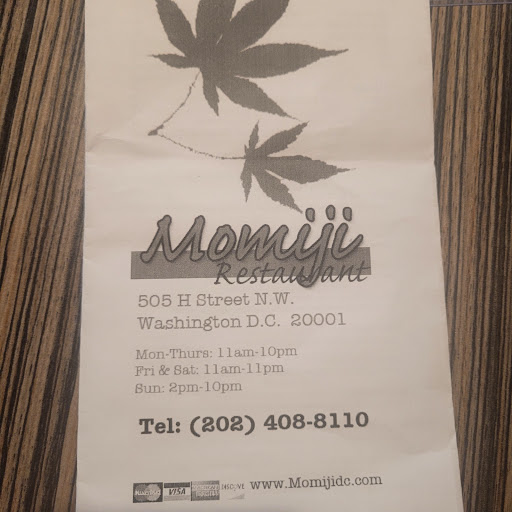 Momiji
Restaurant
505 H Street N.W.
Washington D.C. 20001
Mon-Thurs: 11am-10pm
Fri & Sat: 11am-11pm
Sun: 2pm-10pm
Tel: (202) 408-8110
VISA DISCOVER www.Momijidc.com